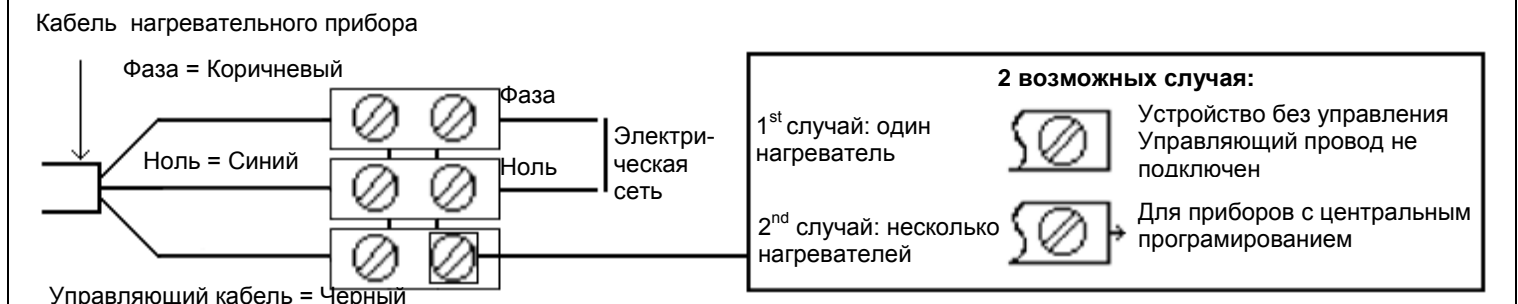 Кабель нагревательного прибора
Фаза = Коричневый
Фаза
Ноль = Синий
Ноль
Электри-
ческая
сеть
Управляющий кабель = Черный
2 возможных случая:
1st случай: один
нагреватель
Устройство без управления
Управляющий провод не
подключен
2nd случай: несколько
нагревателей
Для приборов с центральным
програмированием